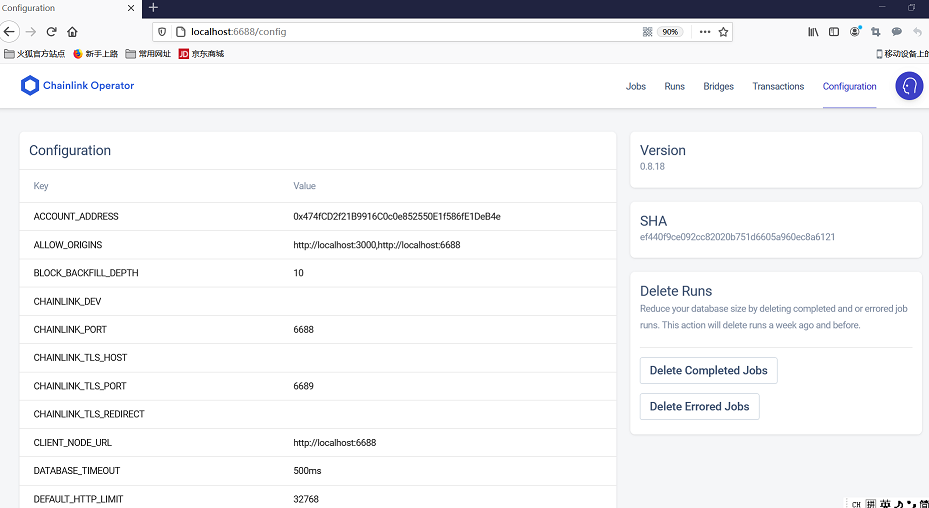 Configuration
localhost:6688/config
90%
火狐官方站点 新手上路 常用网址 JD 京东商城 移动设备上的
Chainlink Operator
Jobs Runs Bridges Transactions Configuration
Configuration
Key Value
ACCOUNT_ADDRESS 0x474fCD2f21B9916C0c0e852550E1f586fE1DeB4e
ALLOW_ORIGINS http://localhost:3000,http://localhost:6688
BLOCK_BACKFILL_DEPTH 10
CHAINLINK_DEV
CHAINLINK_PORT 6688
CHAINLINK_TLS_HOST
CHAINLINK_TLS_PORT 6689
CHAINLINK_TLS_REDIRECT
CLIENT_NODE_URL http://localhost:6688
DATABASE_TIMEOUT 500ms
DEFAULT_HTTP_LIMIT 32768
Version
0.8.18
SHA
ef440f9ce092cc82020b751d6605a960ec8a6121
Delete Runs
Reduce your database size by deleting completed and or errored job
runs. This action will delete runs a week ago and before.
Delete Completed Jobs
Delete Errored Jobs
CH 拼 英 简